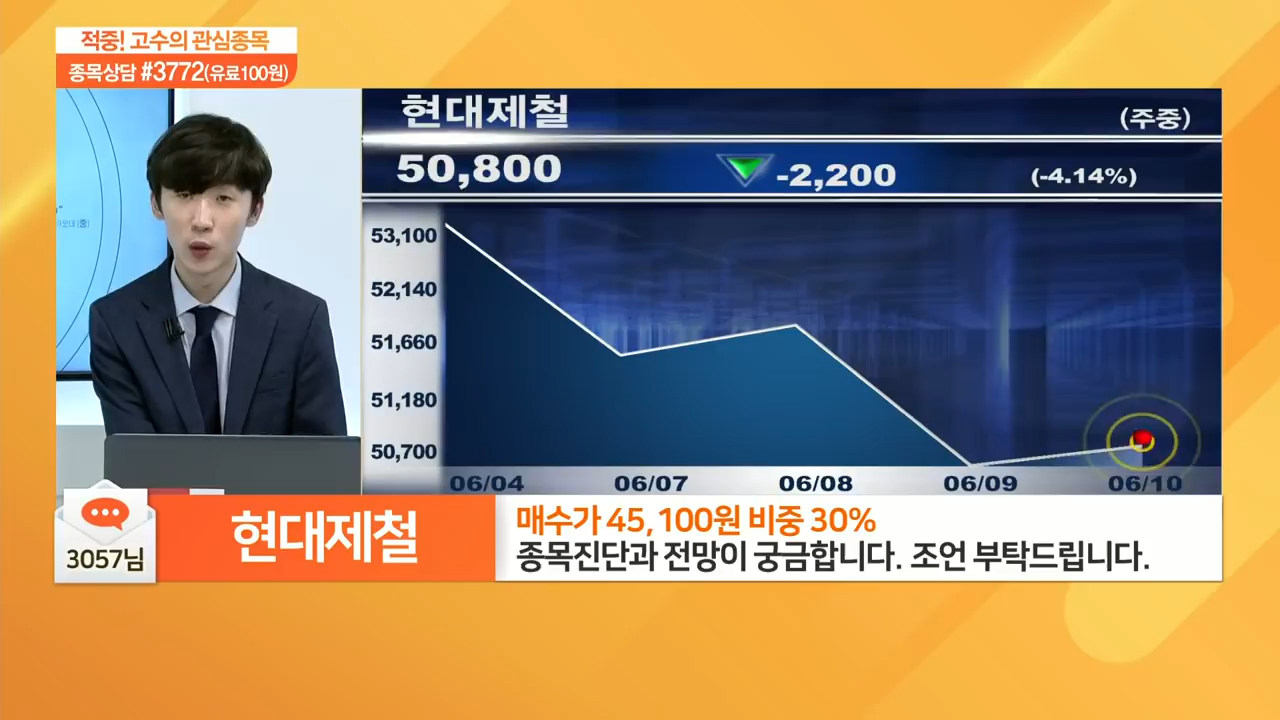 적중! 고수의 관심종목
종목상담 #3772(유료100원)
현대제철
(주중)
50,800
-2,200
(-4.14%)
53,100
52,140
51,660
51,180
50,700
06/04 06/07 06/08 06/09 06/10
3057님
현대제철
매수가 45,100원 비중 30%
종목진단과 전망이 궁금합니다. 조언 부탁드립니다.